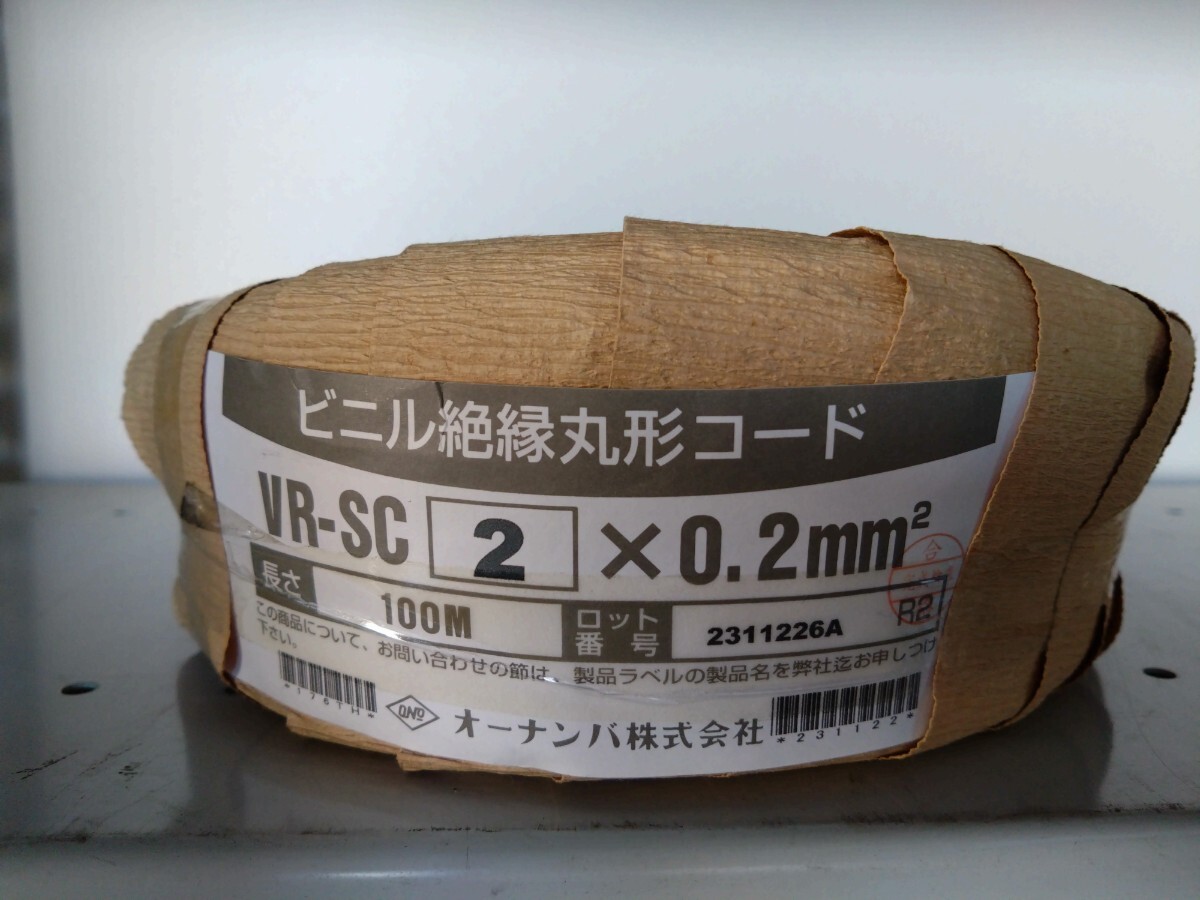 ビニル絶縁丸形コード
VR-SC 2 ×0.2mm²
合
長さ 100M ロット番号 2311226A R2
この商品について、お問い合わせの節は、製品ラベルの製品名を弊社迄お申しつけ
下さい。
ONO オーナンバ株式会社
*231122*